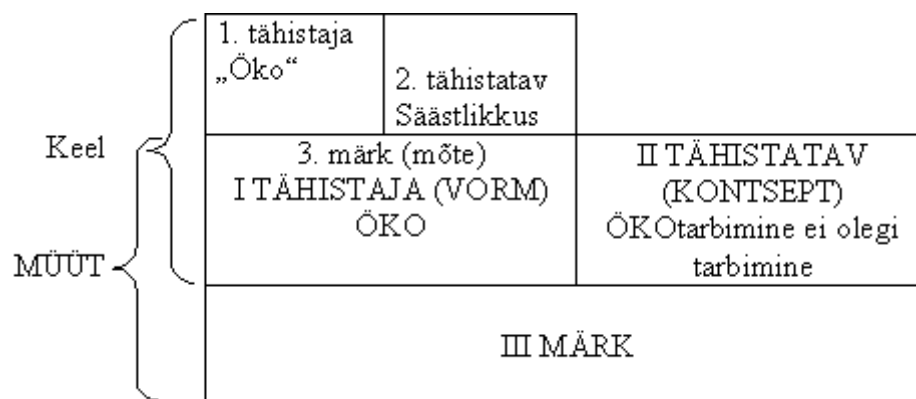 1. tähistaja
„Öko“
2. tähistatav
Säästlikkus
Keel
3. märk (mõte)
I TÄHISTAJA (VORM)
ÖKO
II TÄHISTATAV
(KONTSEPT)
ÖKOtarbimine ei olegi
tarbimine
MÜÜT
III MÄRK